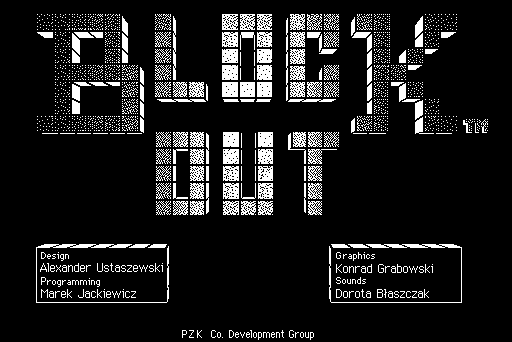 BLOCK
OUT
TM
Design
Alexander Ustaszewski
Programming
Marek Jackiewicz
Graphics
Konrad Grabowski
Sounds
Dorota Błaszczak
PZK Co. Development Group